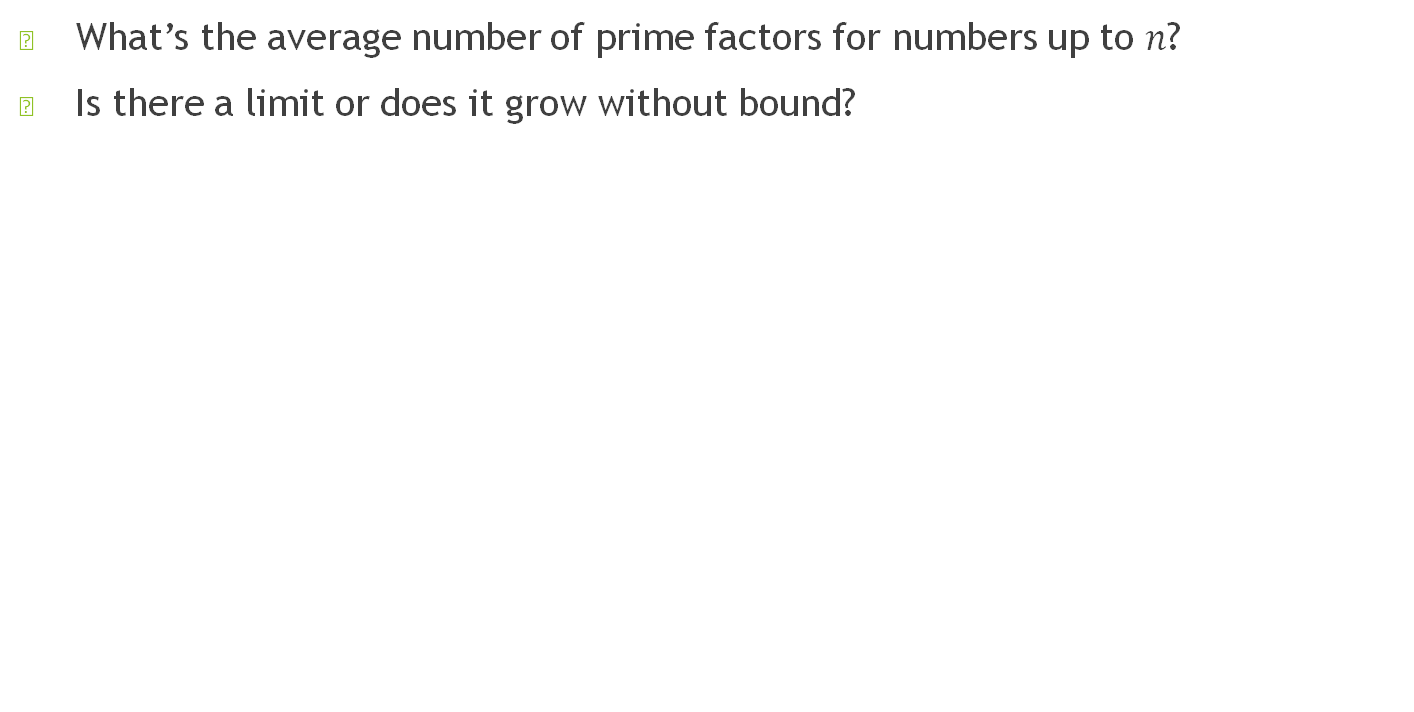 What’s the average number of prime factors for numbers up to n?
Is there a limit or does it grow without bound?